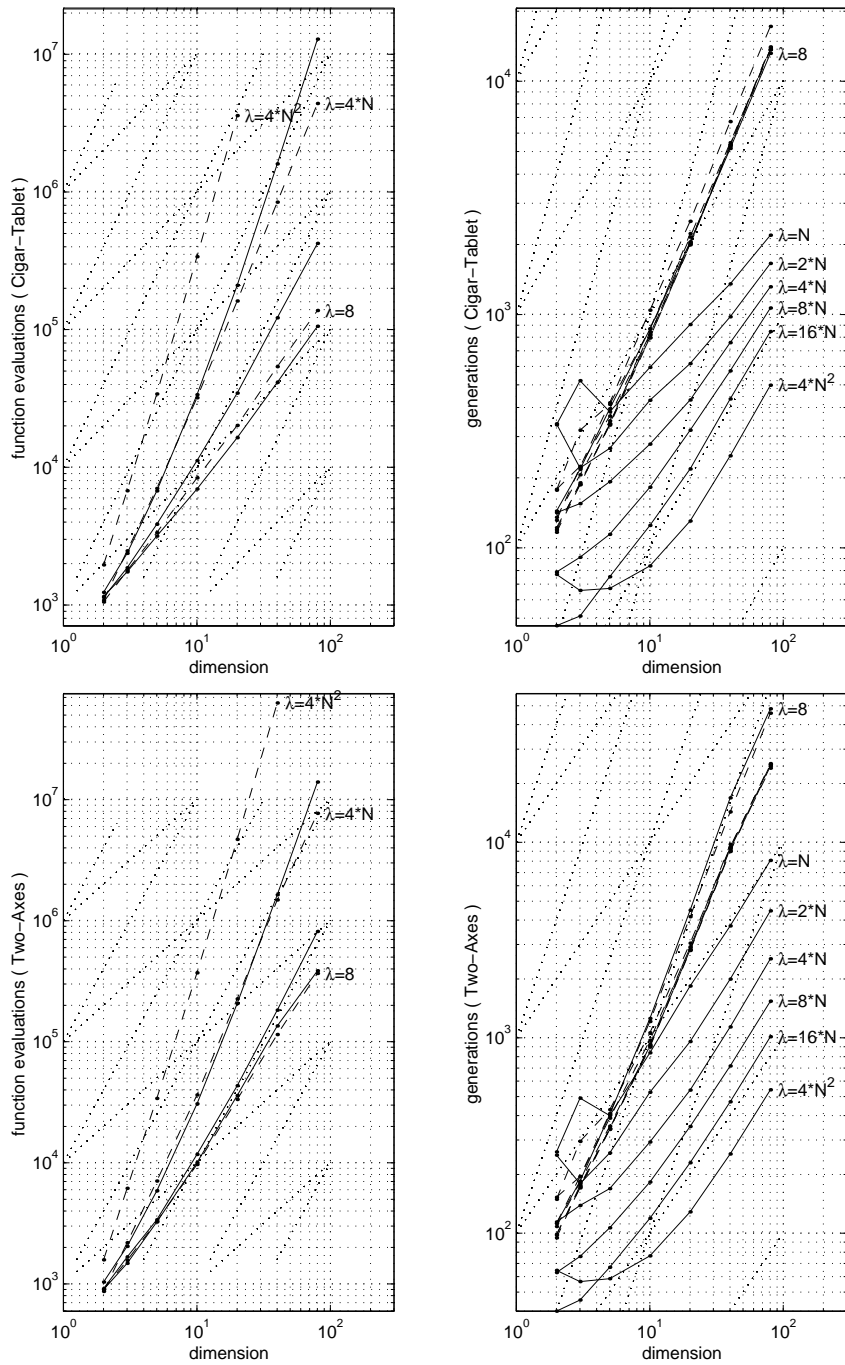 10^7
10^6
10^5
10^4
10^3
10^0
10^1
10^2
dimension
function evaluations ( Cigar−Tablet )
λ=4*N^2
λ=4*N
λ=8
10^4
10^3
10^2
10^0
10^1
10^2
dimension
generations ( Cigar−Tablet )
λ=8
λ=N
λ=2*N
λ=4*N
λ=8*N
λ=16*N
λ=4*N^2
10^7
10^6
10^5
10^4
10^3
10^0
10^1
10^2
dimension
function evaluations ( Two−Axes )
λ=4*N^2
λ=4*N
λ=8
10^4
10^3
10^2
10^0
10^1
10^2
dimension
generations ( Two−Axes )
λ=8
λ=N
λ=2*N
λ=4*N
λ=8*N
λ=16*N
λ=4*N^2